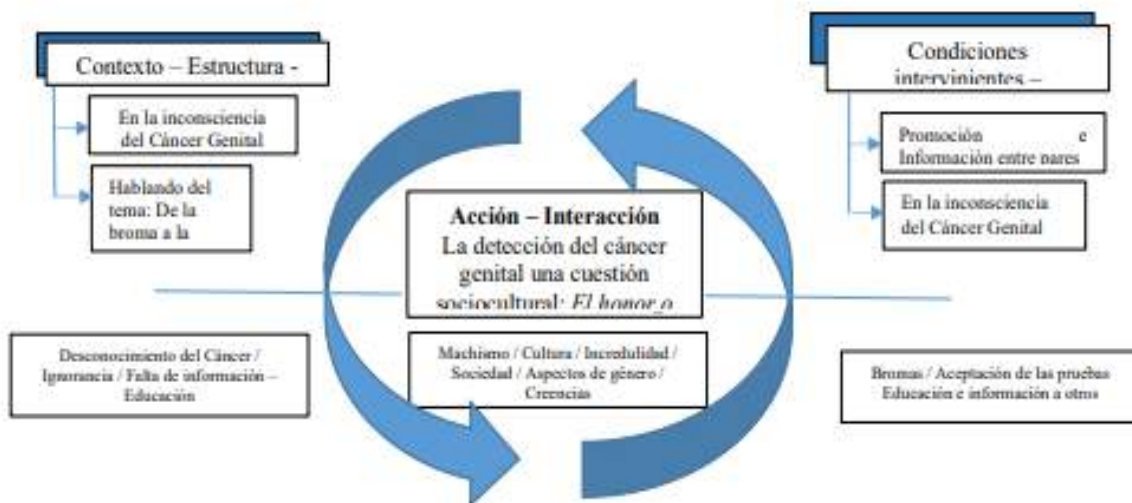 Contexto – Estructura -
En la inconsciencia
del Cáncer Genital
Hablando del
tema: De la
broma a la
Condiciones
intervinientes –
Promoción e
Información entre pares
En la inconsciencia
del Cáncer Genital
Acción – Interacción
La detección del cáncer
genital una cuestión
sociocultural: El honor o
Desconocimiento del Cáncer /
Ignorancia / Falta de información –
Educación
Machismo / Cultura / Incredulidad /
Sociedad / Aspectos de género /
Creencias
Bromas / Aceptación de las pruebas
Educación e información a otros